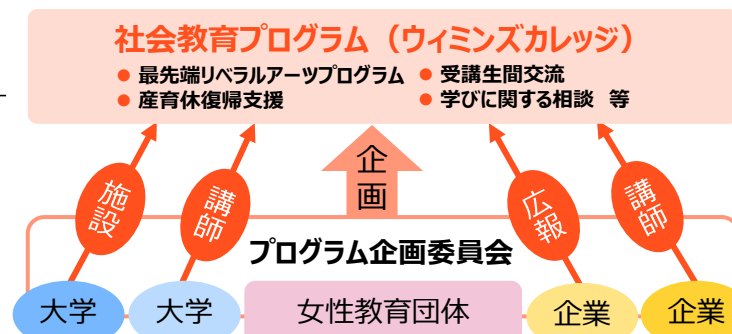 社会教育プログラム（ウィミンズカレッジ）
● 最先端リベラルアーツプログラム ● 受講生間交流
● 産育休復帰支援 ● 学びに関する相談 等
施設
講師
企画
広報
講師
プログラム企画委員会
大学
大学
女性教育団体
企業
企業